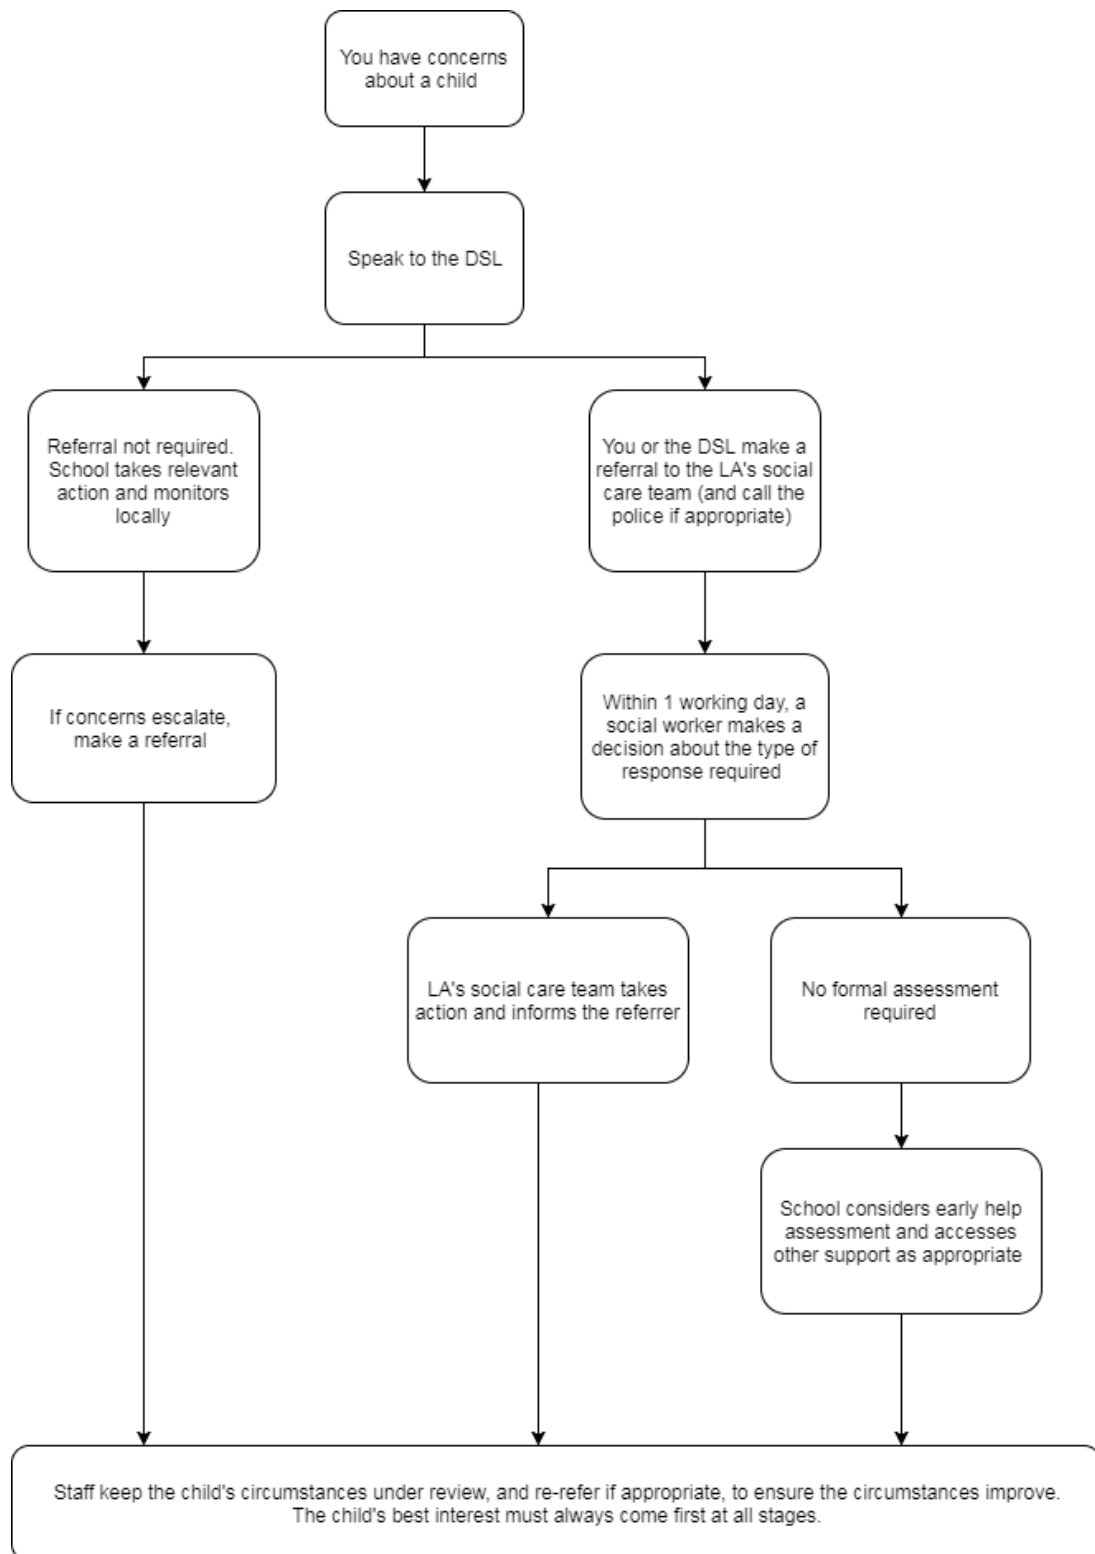 You have concerns
about a child
Speak to the DSL
Referral not required.
School takes relevant
action and monitors
locally
You or the DSL make a
referral to the LA's social
care team (and call the
police if appropriate)
If concerns escalate,
make a referral
Within 1 working day, a
social worker makes a
decision about the type of
response required
LA's social care team takes
action and informs the referrer
No formal assessment
required
School considers early help
assessment and accesses
other support as appropriate
Staff keep the child's circumstances under review, and re-refer if appropriate, to ensure the circumstances improve.
The child's best interest must always come first at all stages.